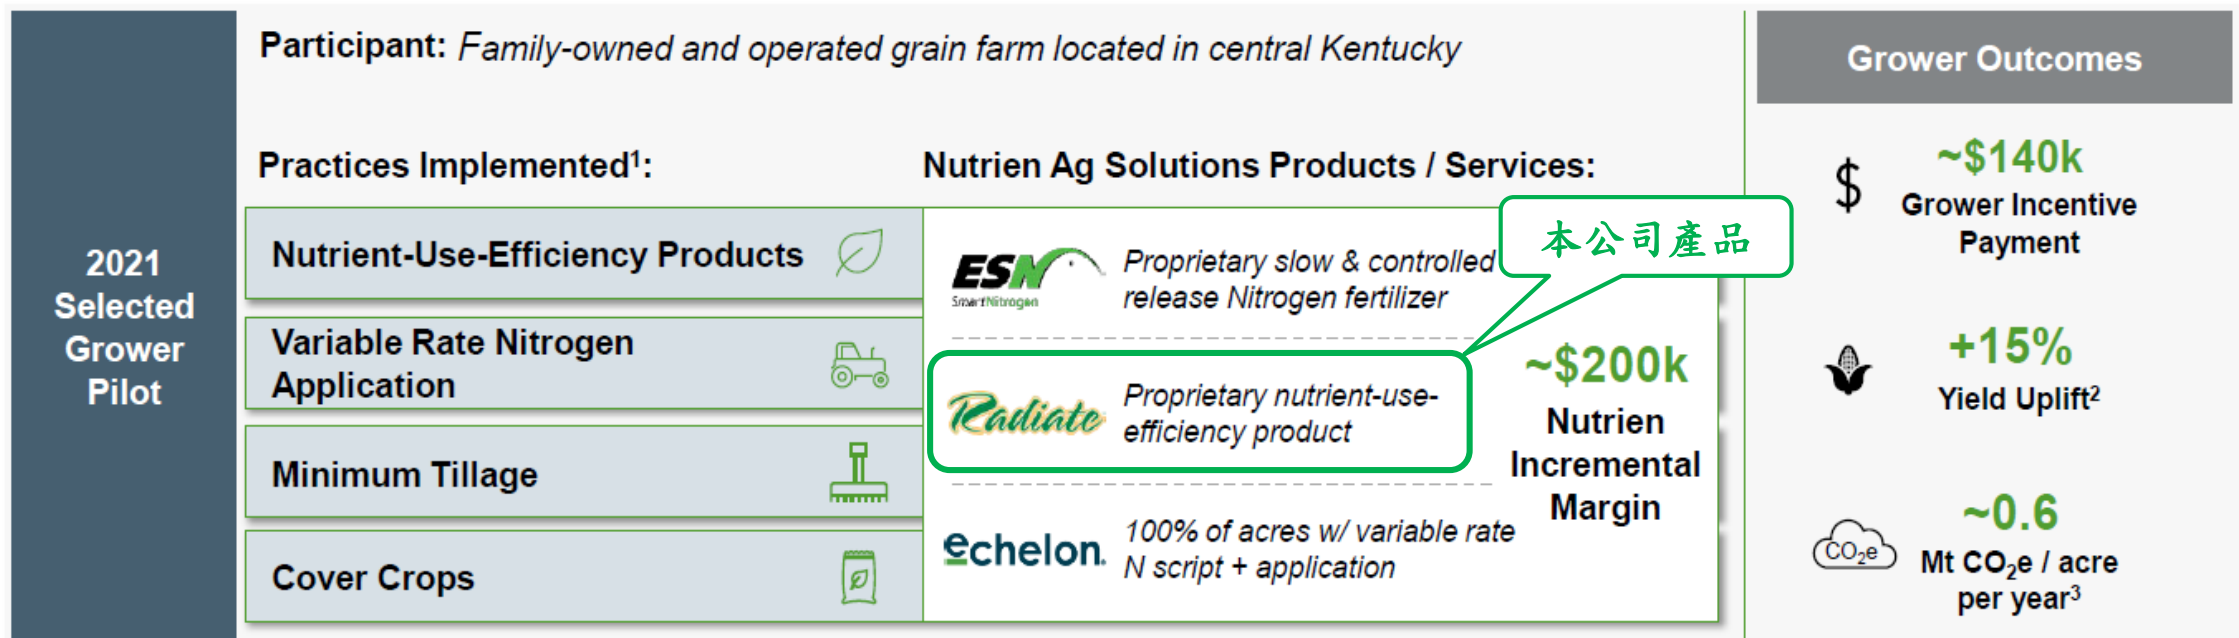 2021
Selected
Grower
Pilot
Participant: Family-owned and operated grain farm located in central Kentucky
Practices Implemented¹:
Nutrient-Use-Efficiency Products
Variable Rate Nitrogen
Application
Minimum Tillage
Cover Crops
Nutrien Ag Solutions Products / Services:
本公司產品
ESN
SmartNitrogen
Proprietary slow & controlled
release Nitrogen fertilizer
Radiate
Proprietary nutrient-use-
efficiency product
echelon.
100% of acres w/ variable rate
N script + application
~$200k
Nutrien
Incremental
Margin
Grower Outcomes
$
~$140k
Grower Incentive
Payment
+15%
Yield Uplift²
CO₂e
~0.6
Mt CO₂e / acre
per year³